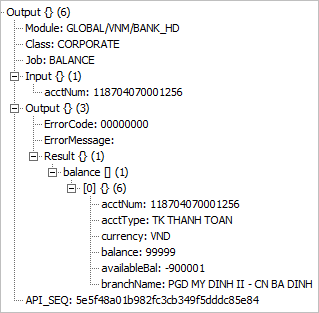 Output {} (6)
Module: GLOBAL/VNM/BANK_HD
Class: CORPORATE
Job: BALANCE
Input {} (1)
acctNum: 118704070001256
Output {} (3)
ErrorCode: 00000000
ErrorMessage:
Result {} (1)
balance [] (1)
[0] {} (6)
acctNum: 118704070001256
acctType: TK THANH TOAN
currency: VND
balance: 99999
availableBal: -900001
branchName: PGD MY DINH II - CN BA DINH
API_SEQ: 5e5f48a01b982fc3cb349f5dddc85e84